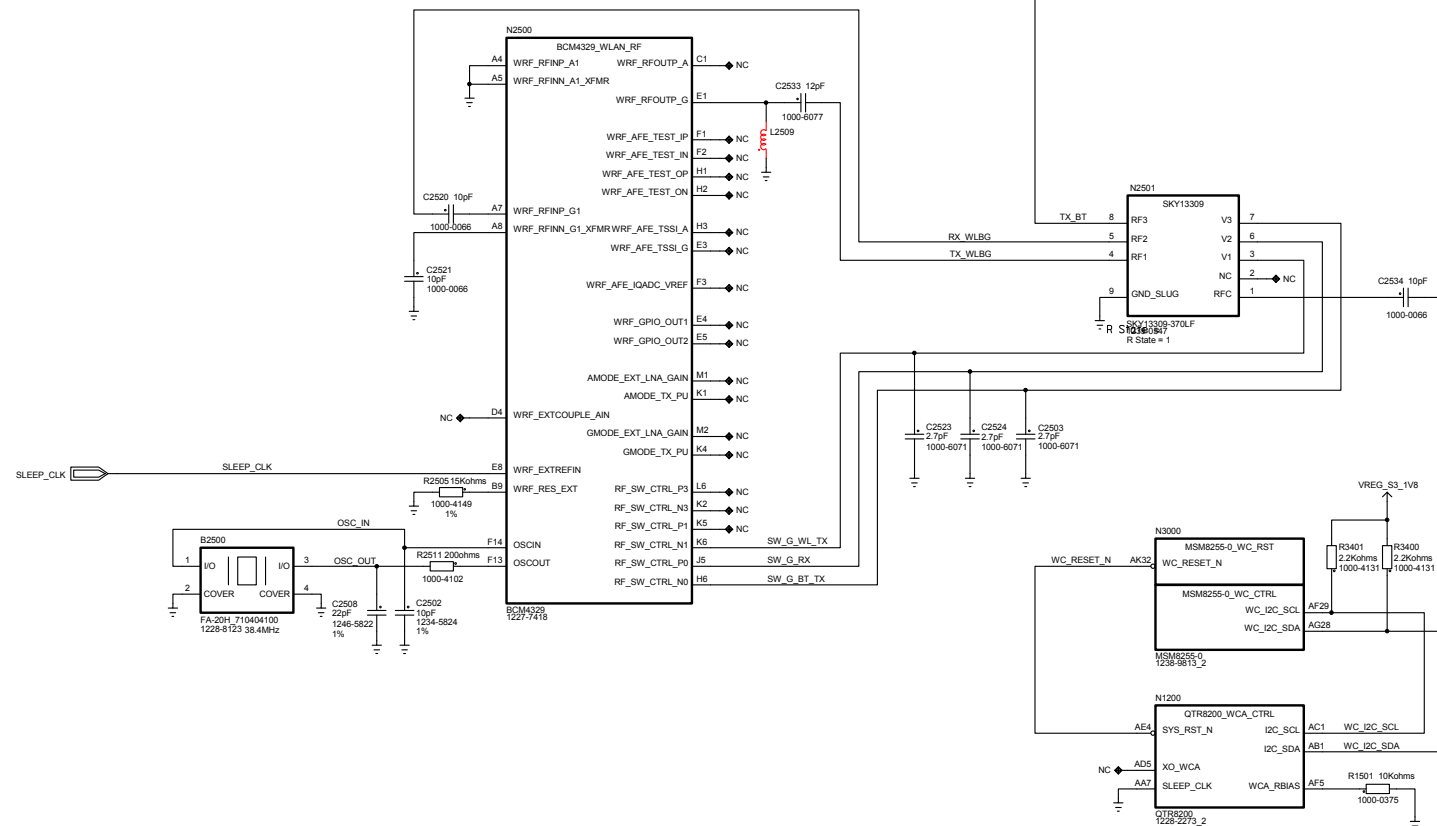 N2500
BCM4329_WLAN_RF
A4 WRF_RFINP_A1 WRF_RFOUTP_A C1 NC
A5 WRF_RFINN_A1_XFMR
WRF_RFOUTP_G E1
C2533 12pF
1000-6077
L2509
WRF_AFE_TEST_IP F1 NC
WRF_AFE_TEST_IN F2 NC
WRF_AFE_TEST_OP H1 NC
WRF_AFE_TEST_ON H2 NC
C2520 10pF
1000-0066
A7 WRF_RFINP_G1
A8 WRF_RFINN_G1_XFMR WRF_AFE_TSSI_A H3 NC
WRF_AFE_TSSI_G E3 NC
C2521
10pF
1000-0066
WRF_AFE_IQADC_VREF F3 NC
WRF_GPIO_OUT1 E4 NC
WRF_GPIO_OUT2 E5 NC
AMODE_EXT_LNA_GAIN M1 NC
AMODE_TX_PU K1 NC
NC D4 WRF_EXTCOUPLE_AIN
GMODE_EXT_LNA_GAIN M2 NC
GMODE_TX_PU K4 NC
SLEEP_CLK SLEEP_CLK E8 WRF_EXTREFIN
R2505 15Kohms
1000-4149
1%
B9 WRF_RES_EXT
RF_SW_CTRL_P3 L6 NC
RF_SW_CTRL_N3 K2 NC
RF_SW_CTRL_P1 K5 NC
RF_SW_CTRL_N1 K6 SW_G_WL_TX
RF_SW_CTRL_P0 J5 SW_G_RX
RF_SW_CTRL_N0 H6 SW_G_BT_TX
OSC_IN
F14 OSCIN
F13 OSCOUT
BCM4329
1227-7418
B2500
1 I/O I/O 3 OSC_OUT
2 COVER COVER 4
FA-20H_710404100
1228-8123 38.4MHz
R2511 200ohms
1000-4102
C2508
22pF
1246-5822
1%
C2502
10pF
1234-5824
1%
N2501
SKY13309
TX_BT 8 RF3 V3 7
RX_WLBG 5 RF2 V2 6
TX_WLBG 4 RF1 V1 3
NC 2 NC
9 GND_SLUG RFC 1
SKY13309-370LF
R State = 1
C2534 10pF
1000-0066
C2523
2.7pF
1000-6071
C2524
2.7pF
1000-6071
C2503
2.7pF
1000-6071
VREG_S3_1V8
R3401
2.2Kohms
1000-4131
R3400
2.2Kohms
1000-4131
N3000
MSM8255-0_WC_RST
WC_RESET_N AK32 WC_RESET_N
MSM8255-0_WC_CTRL
WC_I2C_SCL AF29
WC_I2C_SDA AG28
MSM8255-0
1238-9813_2
N1200
QTR8200_WCA_CTRL
AE4 SYS_RST_N I2C_SCL AC1 WC_I2C_SCL
I2C_SDA AB1 WC_I2C_SDA
NC AD5 XO_WCA
AA7 SLEEP_CLK WCA_RBIAS AF5
R1501 10Kohms
1000-0375
QTR8200
1228-2273_2